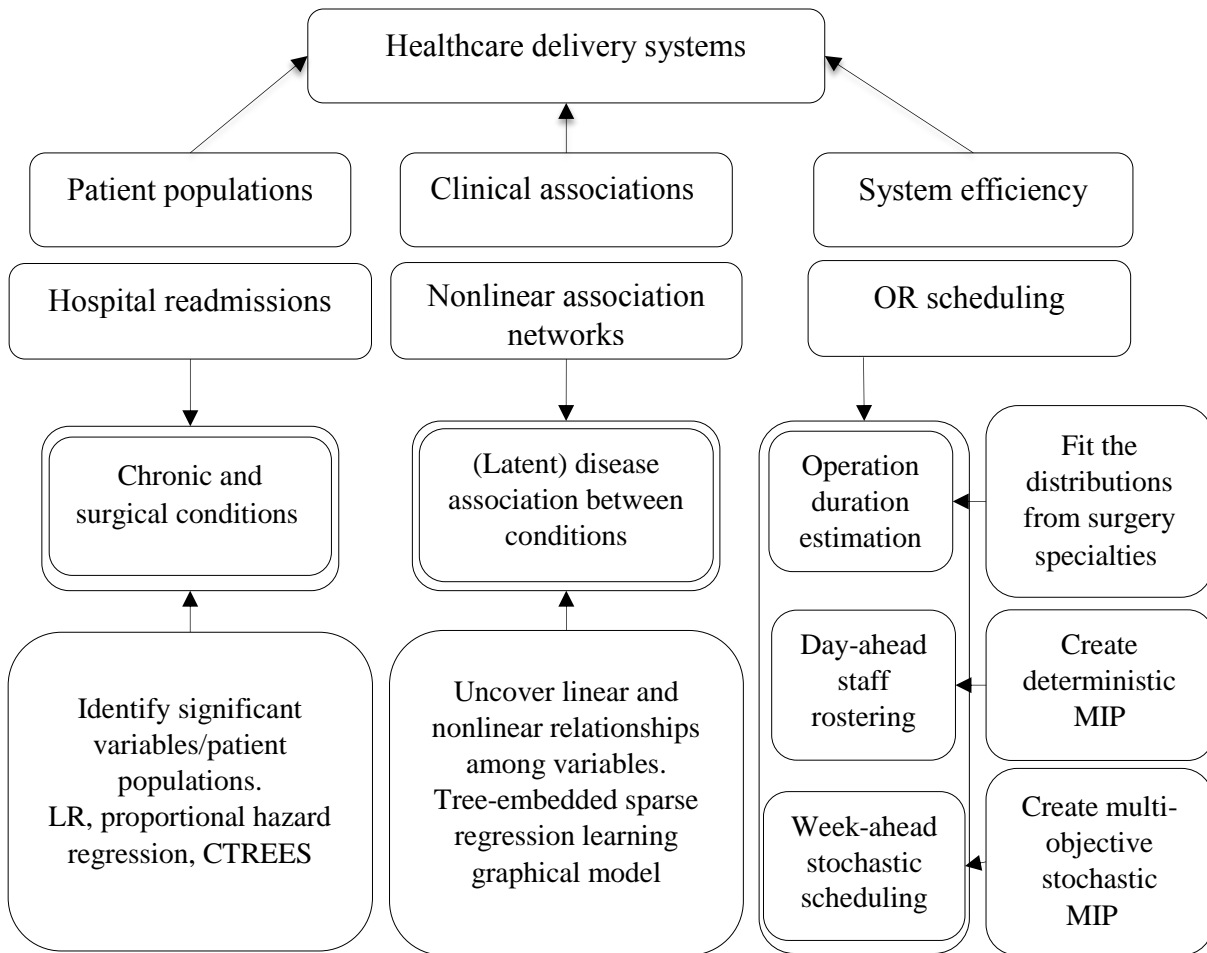 Healthcare delivery systems
Patient populations
Clinical associations
System efficiency
Hospital readmissions
Nonlinear association
networks
OR scheduling
Chronic and
surgical conditions
(Latent) disease
association between
conditions
Operation
duration
estimation
Fit the
distributions
from surgery
specialties
Day-ahead
staff
rostering
Create
deterministic
MIP
Identify significant
variables/patient
populations.
LR, proportional hazard
regression, CTREES
Uncover linear and
nonlinear relationships
among variables.
Tree-embedded sparse
regression learning
graphical model
Week-ahead
stochastic
scheduling
Create multi-
objective
stochastic
MIP